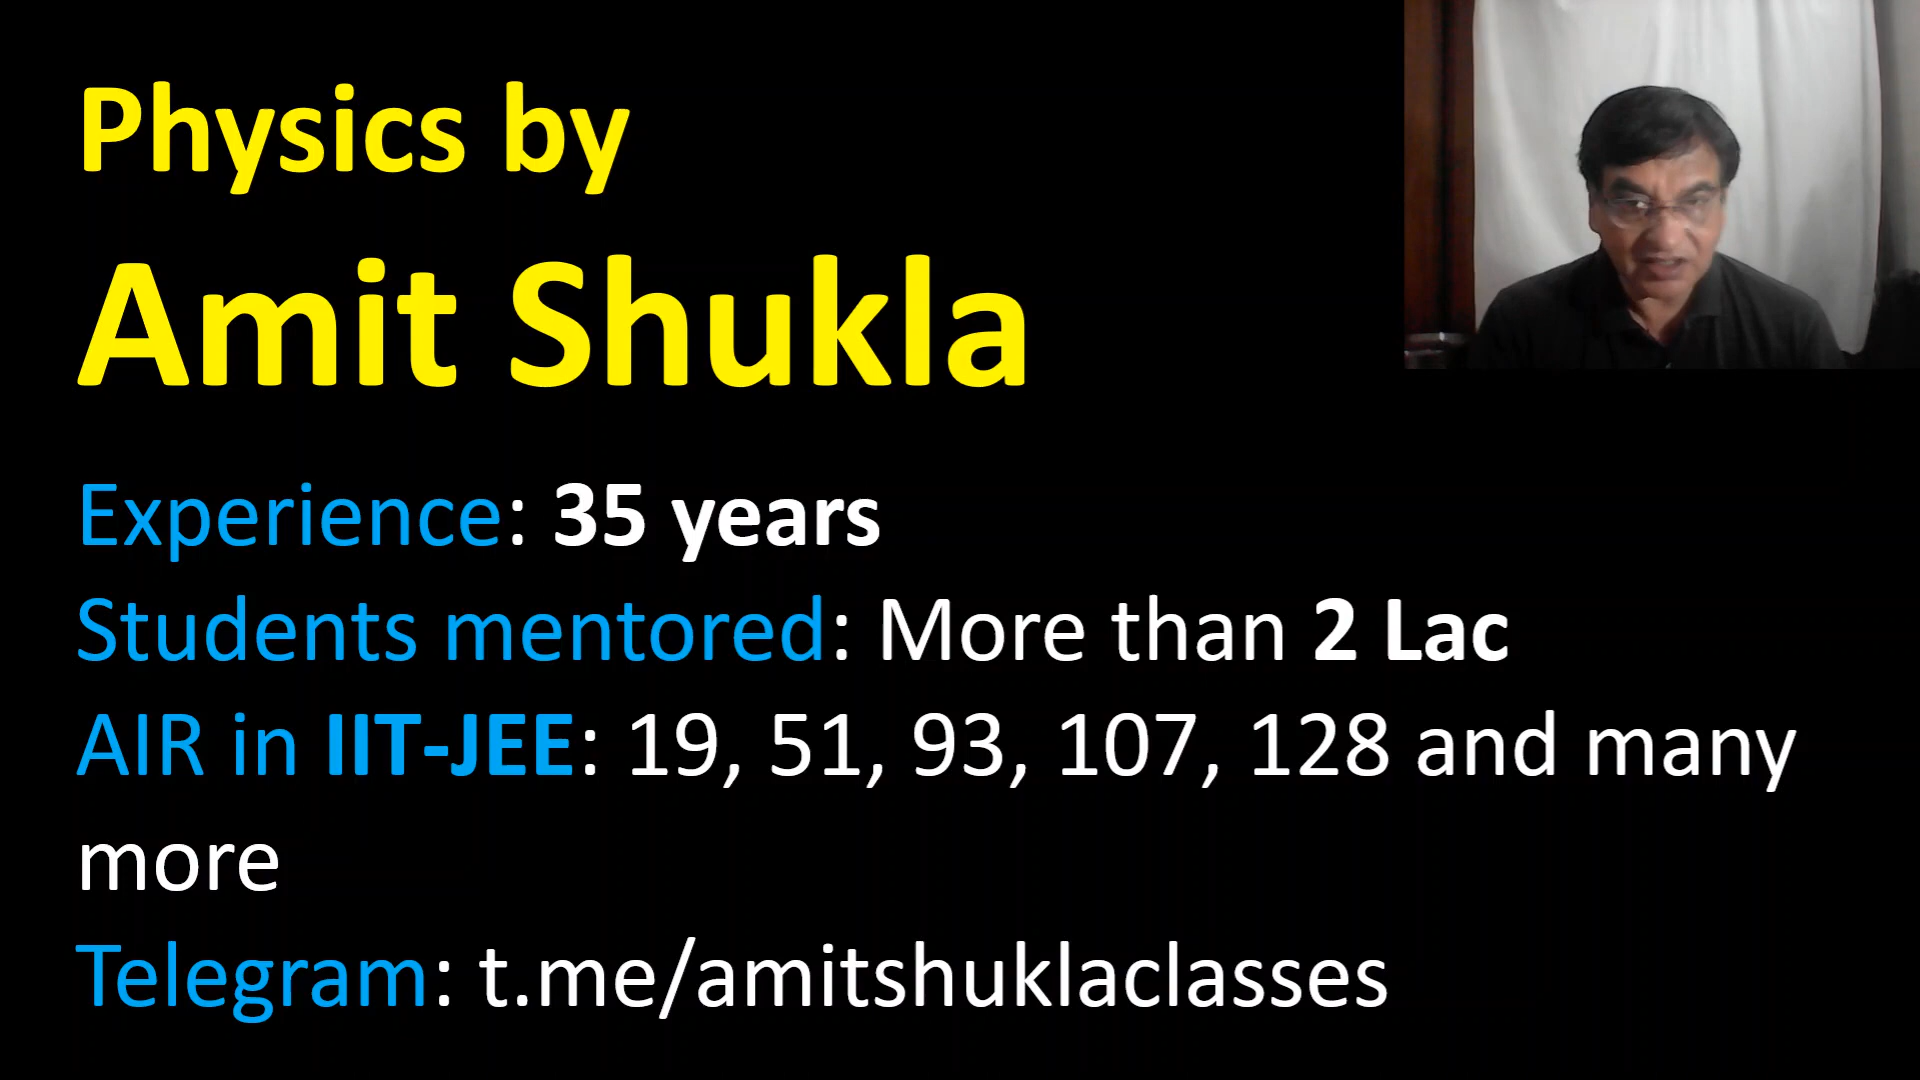 Physics by
Amit Shukla
Experience: 35 years
Students mentored: More than 2 Lac
AIR in IIT-JEE: 19, 51, 93, 107, 128 and many
more
Telegram: t.me/amitshuklaclasses